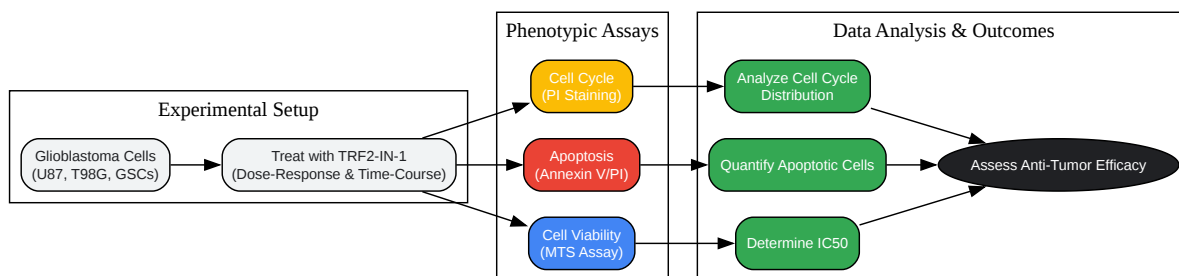 Experimental Setup
Glioblastoma Cells
(U87, T98G, GSCs)
Treat with TRF2-IN-1
(Dose-Response & Time-Course)
Phenotypic Assays
Cell Cycle
(PI Staining)
Apoptosis
(Annexin V/PI)
Cell Viability
(MTS Assay)
Data Analysis & Outcomes
Analyze Cell Cycle
Distribution
Quantify Apoptotic Cells
Determine IC50
Assess Anti-Tumor Efficacy